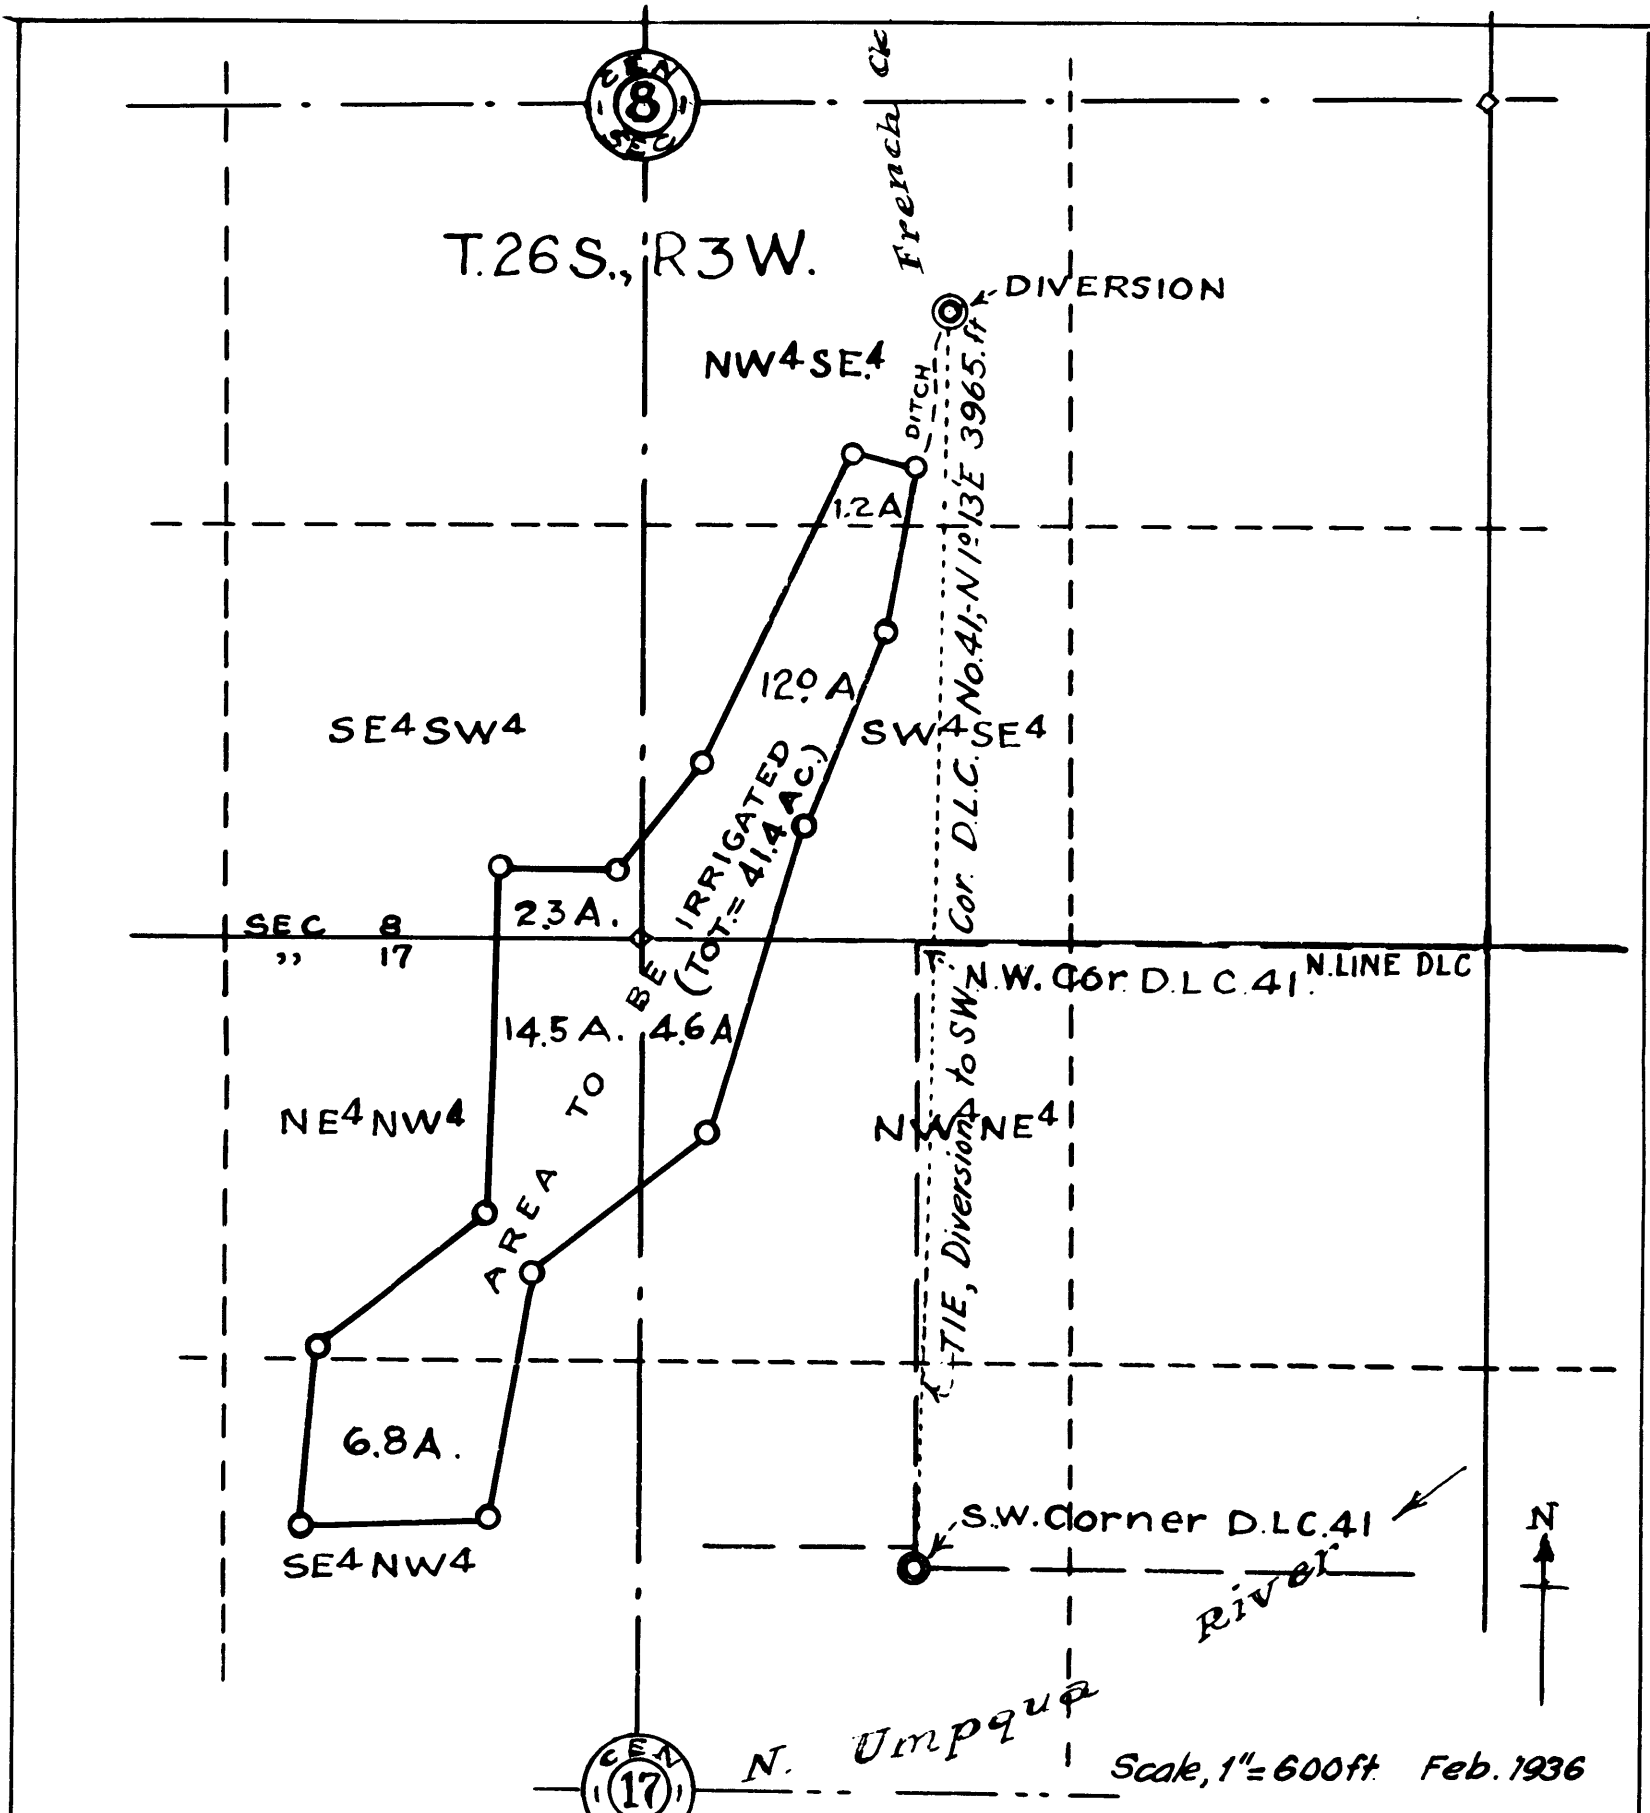 French Ck
CEN
8
SEC
T.26S., R3W.
DIVERSION
NW4SE.4
DITCH
1.2A
12.0 A
SE4SW4
SW4SE4
AREA TO BE IRRIGATED
(TOT.= 41.4 AC.)
2.3A.
SEC 8
,, 17
N.LINE DLC
N.W. Cor. D.L.C. 41.
14.5 A. 4.6A
NE4NW4
NW4NE4
TIE, Diversion to SW. Cor. D.L.C. No.41,-N1°13'E 3965.ft
6.8A.
S.W. Corner D.L.C.41
SE4NW4
N
N. Umpqua River
CEN
17
Scale, 1"=600ft. Feb. 1936